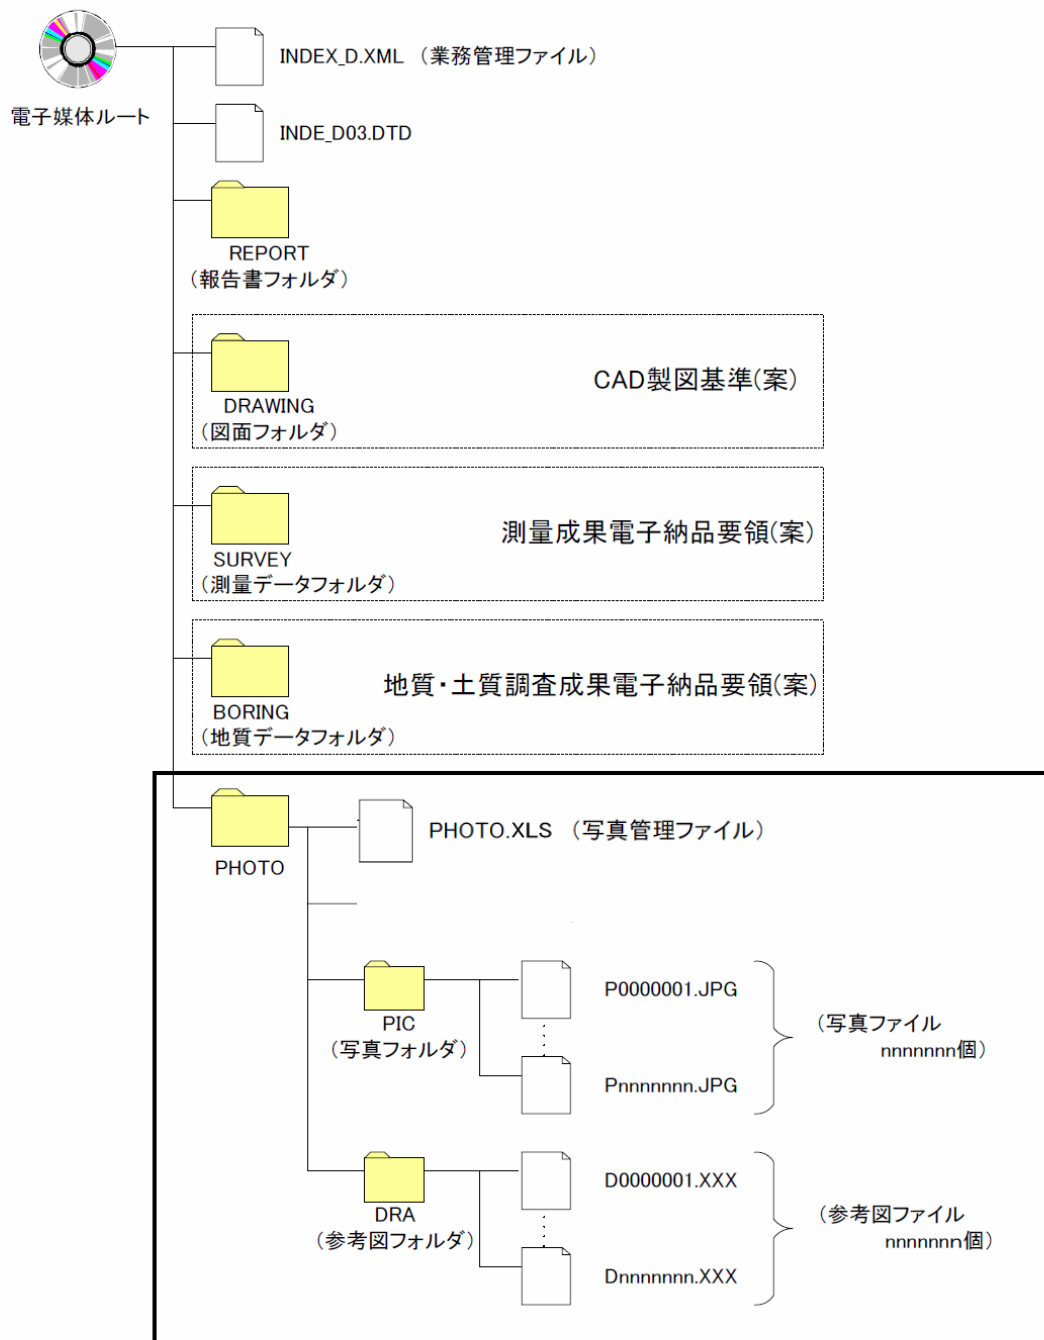 INDEX_D.XML （業務管理ファイル）
電子媒体ルート
INDE_D03.DTD
REPORT
（報告書フォルダ）
CAD製図基準(案)
DRAWING
（図面フォルダ）
測量成果電子納品要領(案)
SURVEY
（測量データフォルダ）
地質・土質調査成果電子納品要領(案)
BORING
（地質データフォルダ）
PHOTO.XLS （写真管理ファイル）
PHOTO
P0000001.JPG
PIC
（写真フォルダ）
（写真ファイル
nnnnnnn個）
Pnnnnnnn.JPG
D0000001.XXX
DRA
（参考図フォルダ）
（参考図ファイル
nnnnnnn個）
Dnnnnnnn.XXX